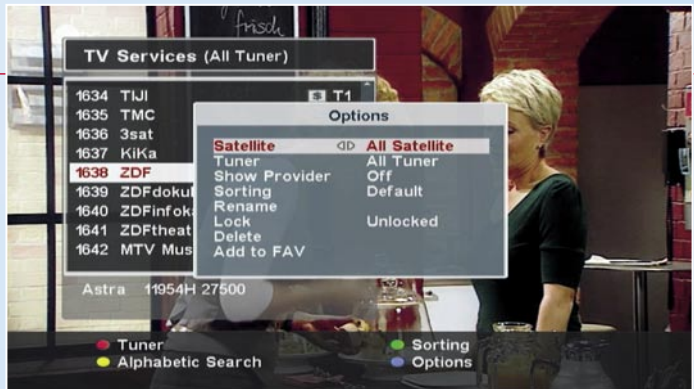 frisch
TV Services (All Tuner)
1634 TIJI $ T1
1635 TMC
1636 3sat
1637 KiKa
1638 ZDF
1639 ZDFdoku
1640 ZDFinfok
1641 ZDFtheat
1642 MTV Mus
Options
Satellite All Satellite
Tuner All Tuner
Show Provider Off
Sorting Default
Rename
Lock Unlocked
Delete
Add to FAV
Astra 11954H 27500
Tuner
Sorting
Alphabetic Search
Options